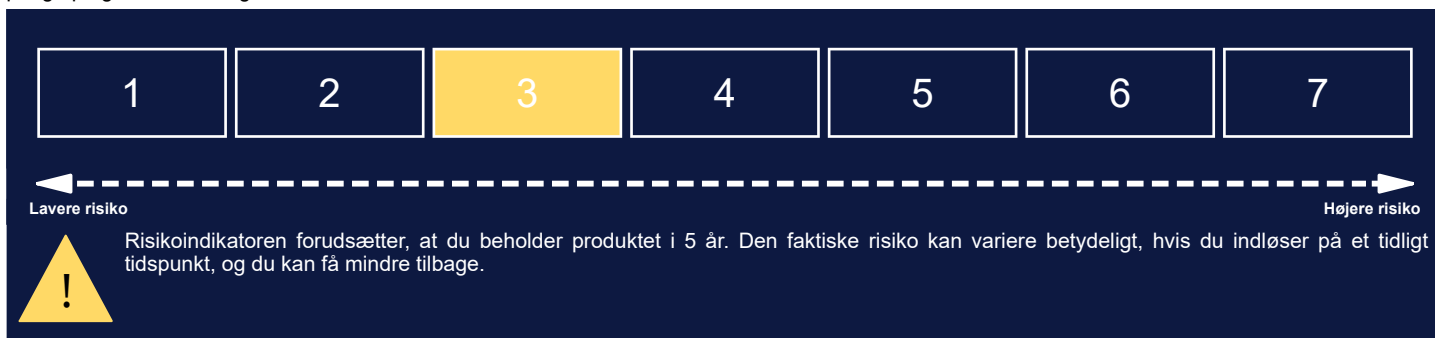 1 2 3 4 5 6 7
Lavere risiko Højere risiko
Risikoindikatoren forudsætter, at du beholder produktet i 5 år. Den faktiske risiko kan variere betydeligt, hvis du indløser på et tidligt
tidspunkt, og du kan få mindre tilbage.
!